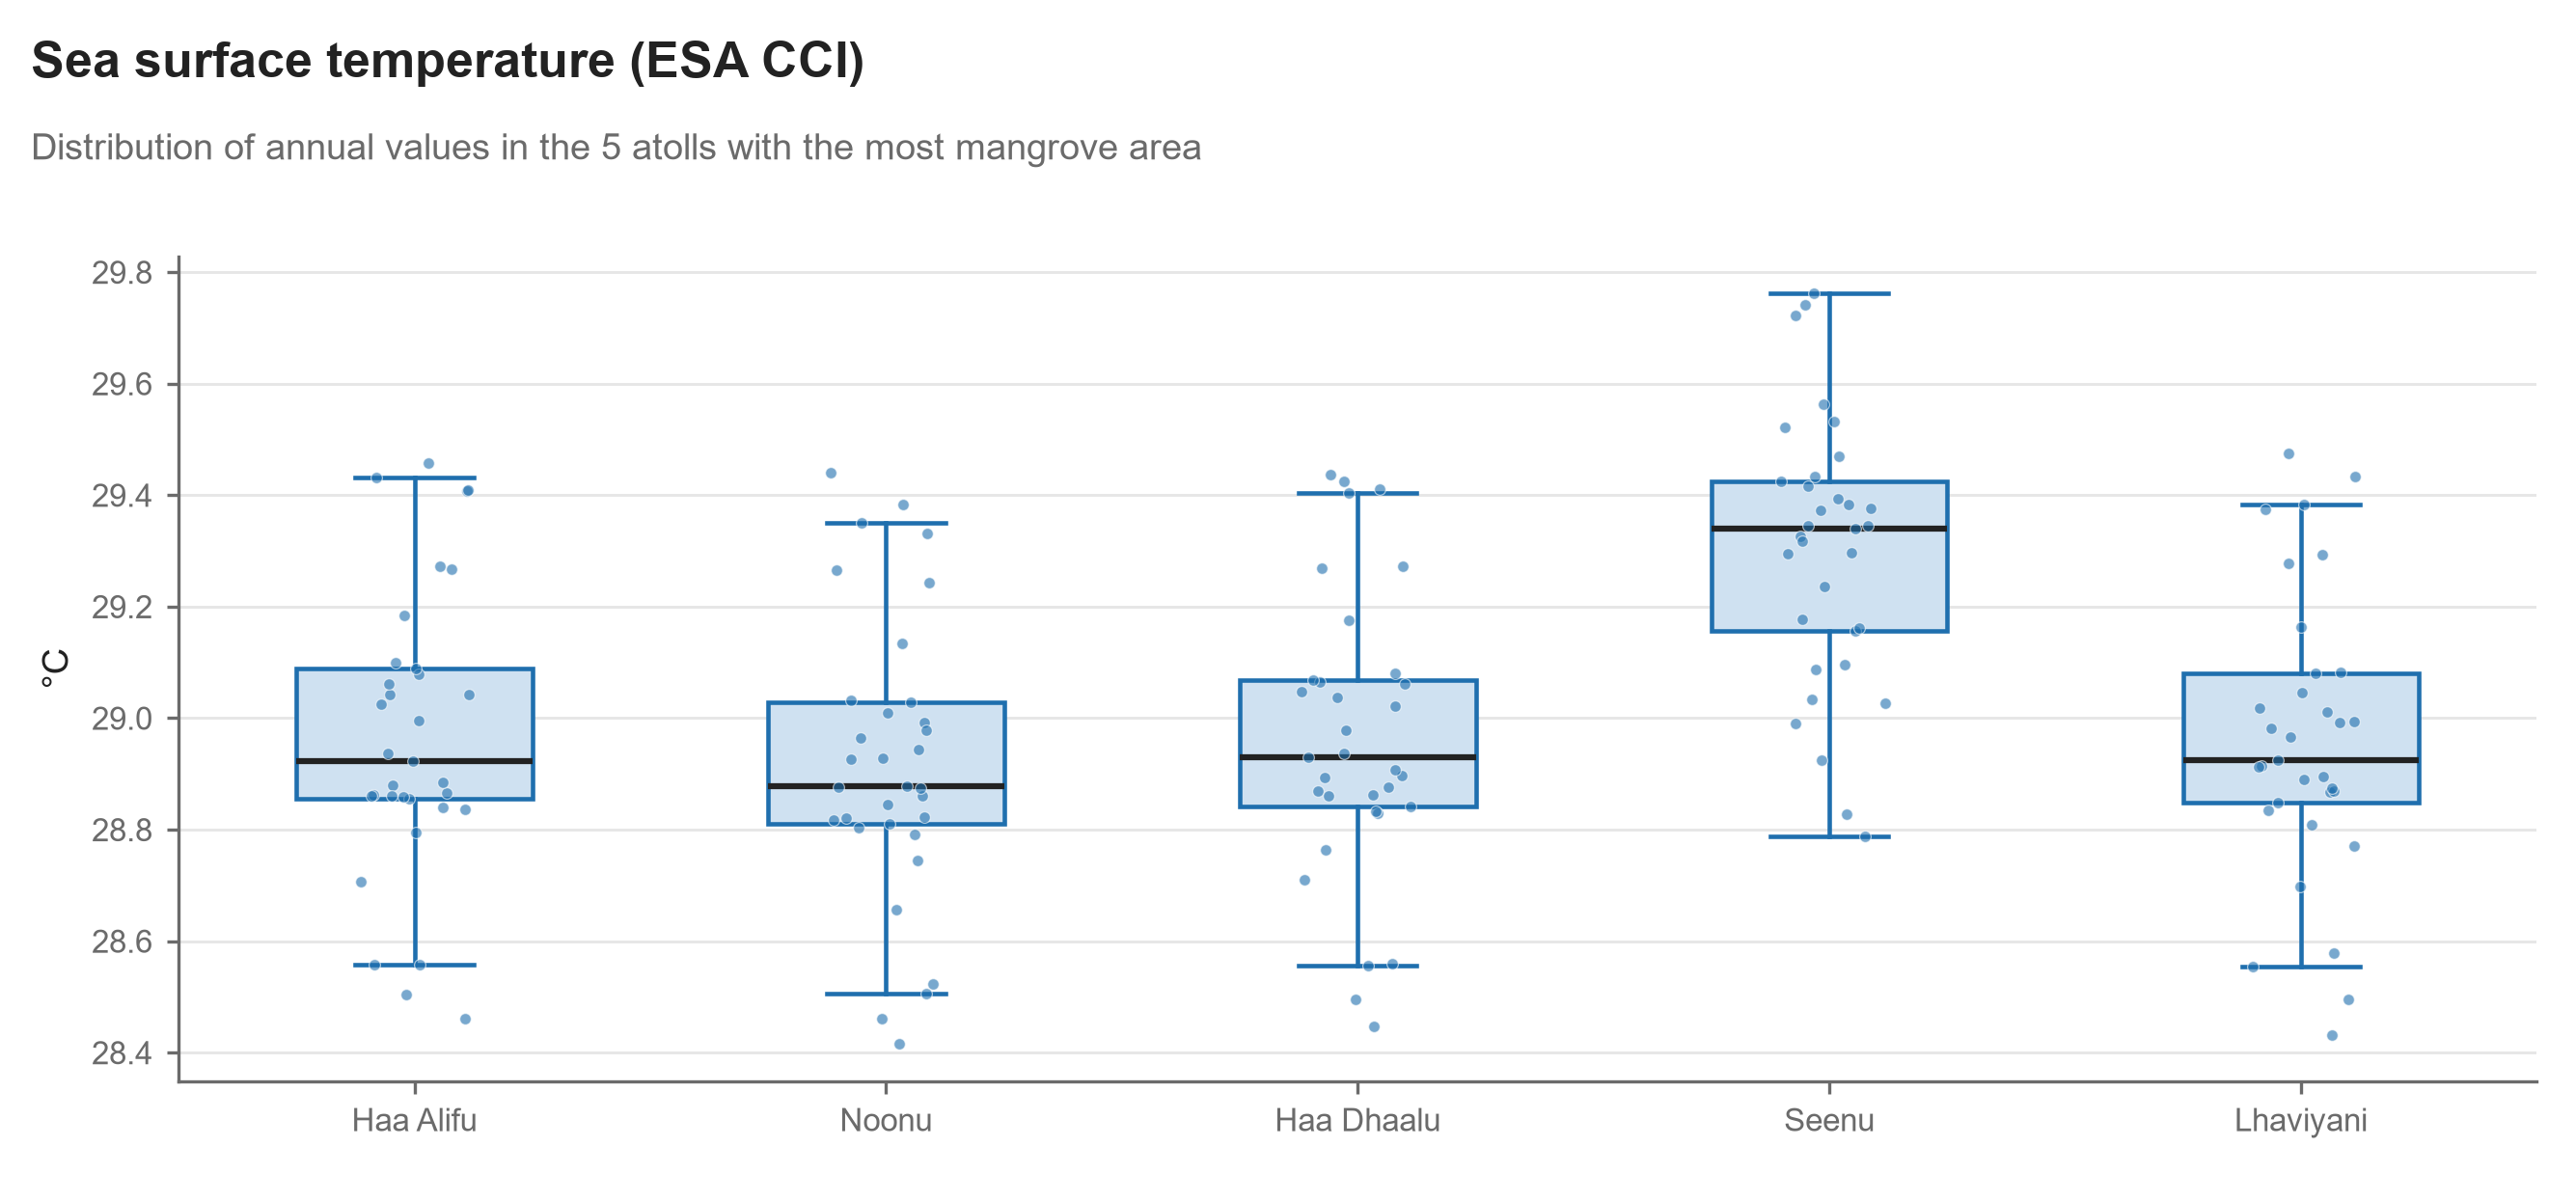 Sea surface temperature (ESA CCI)
Distribution of annual values in the 5 atolls with the most mangrove area
29.8
29.6
29.4
29.2
29.0
28.8
28.6
28.4
°C
Haa Alifu
Noonu
Haa Dhaalu
Seenu
Lhaviyani